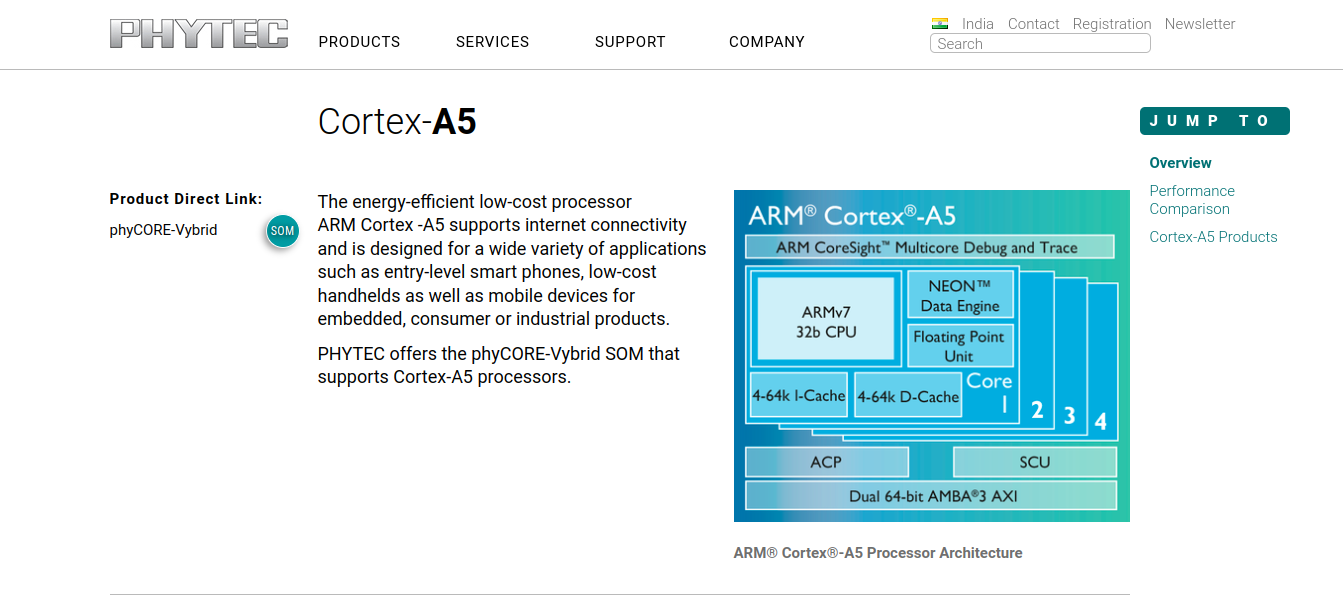 PHYTEC
PRODUCTS SERVICES SUPPORT COMPANY
India Contact Registration Newsletter
Search
Cortex-A5
Product Direct Link:
phyCORE-Vybrid SOM
The energy-efficient low-cost processor
ARM Cortex -A5 supports internet connectivity
and is designed for a wide variety of applications
such as entry-level smart phones, low-cost
handhelds as well as mobile devices for
embedded, consumer or industrial products.
PHYTEC offers the phyCORE-Vybrid SOM that
supports Cortex-A5 processors.
ARM® Cortex®-A5
ARM CoreSight™ Multicore Debug and Trace
ARMv7
32b CPU
NEON™
Data Engine
Floating Point
Unit
4-64k I-Cache
4-64k D-Cache
Core
1
2
3
4
ACP
SCU
Dual 64-bit AMBA®3 AXI
ARM® Cortex®-A5 Processor Architecture
JUMP TO
Overview
Performance
Comparison
Cortex-A5 Products